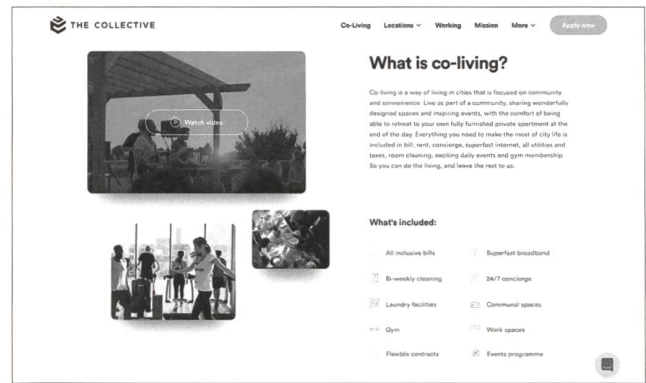 THE COLLECTIVE
Co-Living Locations Working Mission More Apply now
Watch video
What is co-living?
Co-living is a way of living in cities that is focused on community
and convenience. Live as part of a community, sharing wonderfully
designed spaces and inspiring events, with the comfort of being
able to retreat to your own fully furnished private apartment at the
end of the day. Everything you need to make the most of city life is
included in bill, rent, concierge, superfast internet, all utilities and
taxes, room cleaning, exciting daily events and gym membership.
So you can do the living, and leave the rest to us.
What's included:
All inclusive bills
Superfast broadband
Bi-weekly cleaning
24/7 concierge
Laundry facilities
Communal spaces
Gym
Work spaces
Flexible contracts
Events programme